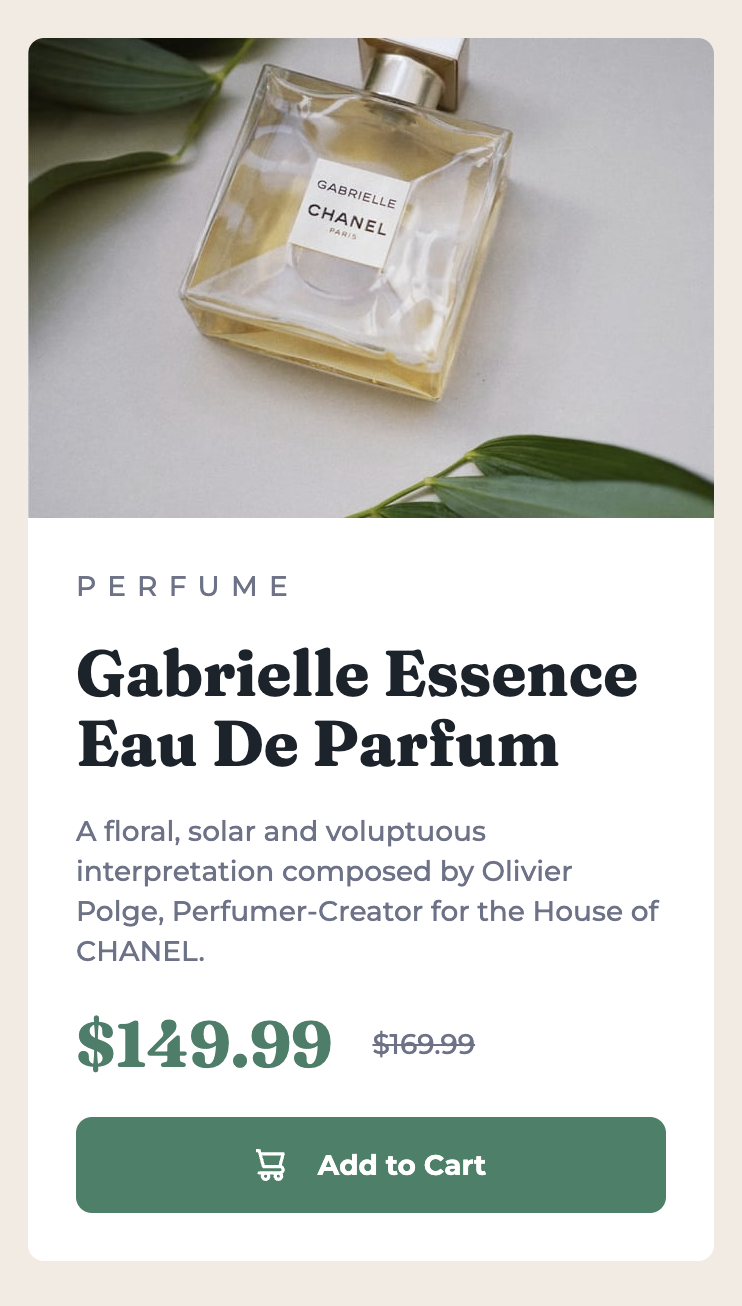 GABRIELLE
CHANEL
PARIS
PERFUME
Gabrielle Essence
Eau De Parfum
A floral, solar and voluptuous
interpretation composed by Olivier
Polge, Perfumer-Creator for the House of
CHANEL.
$149.99 $169.99
Add to Cart